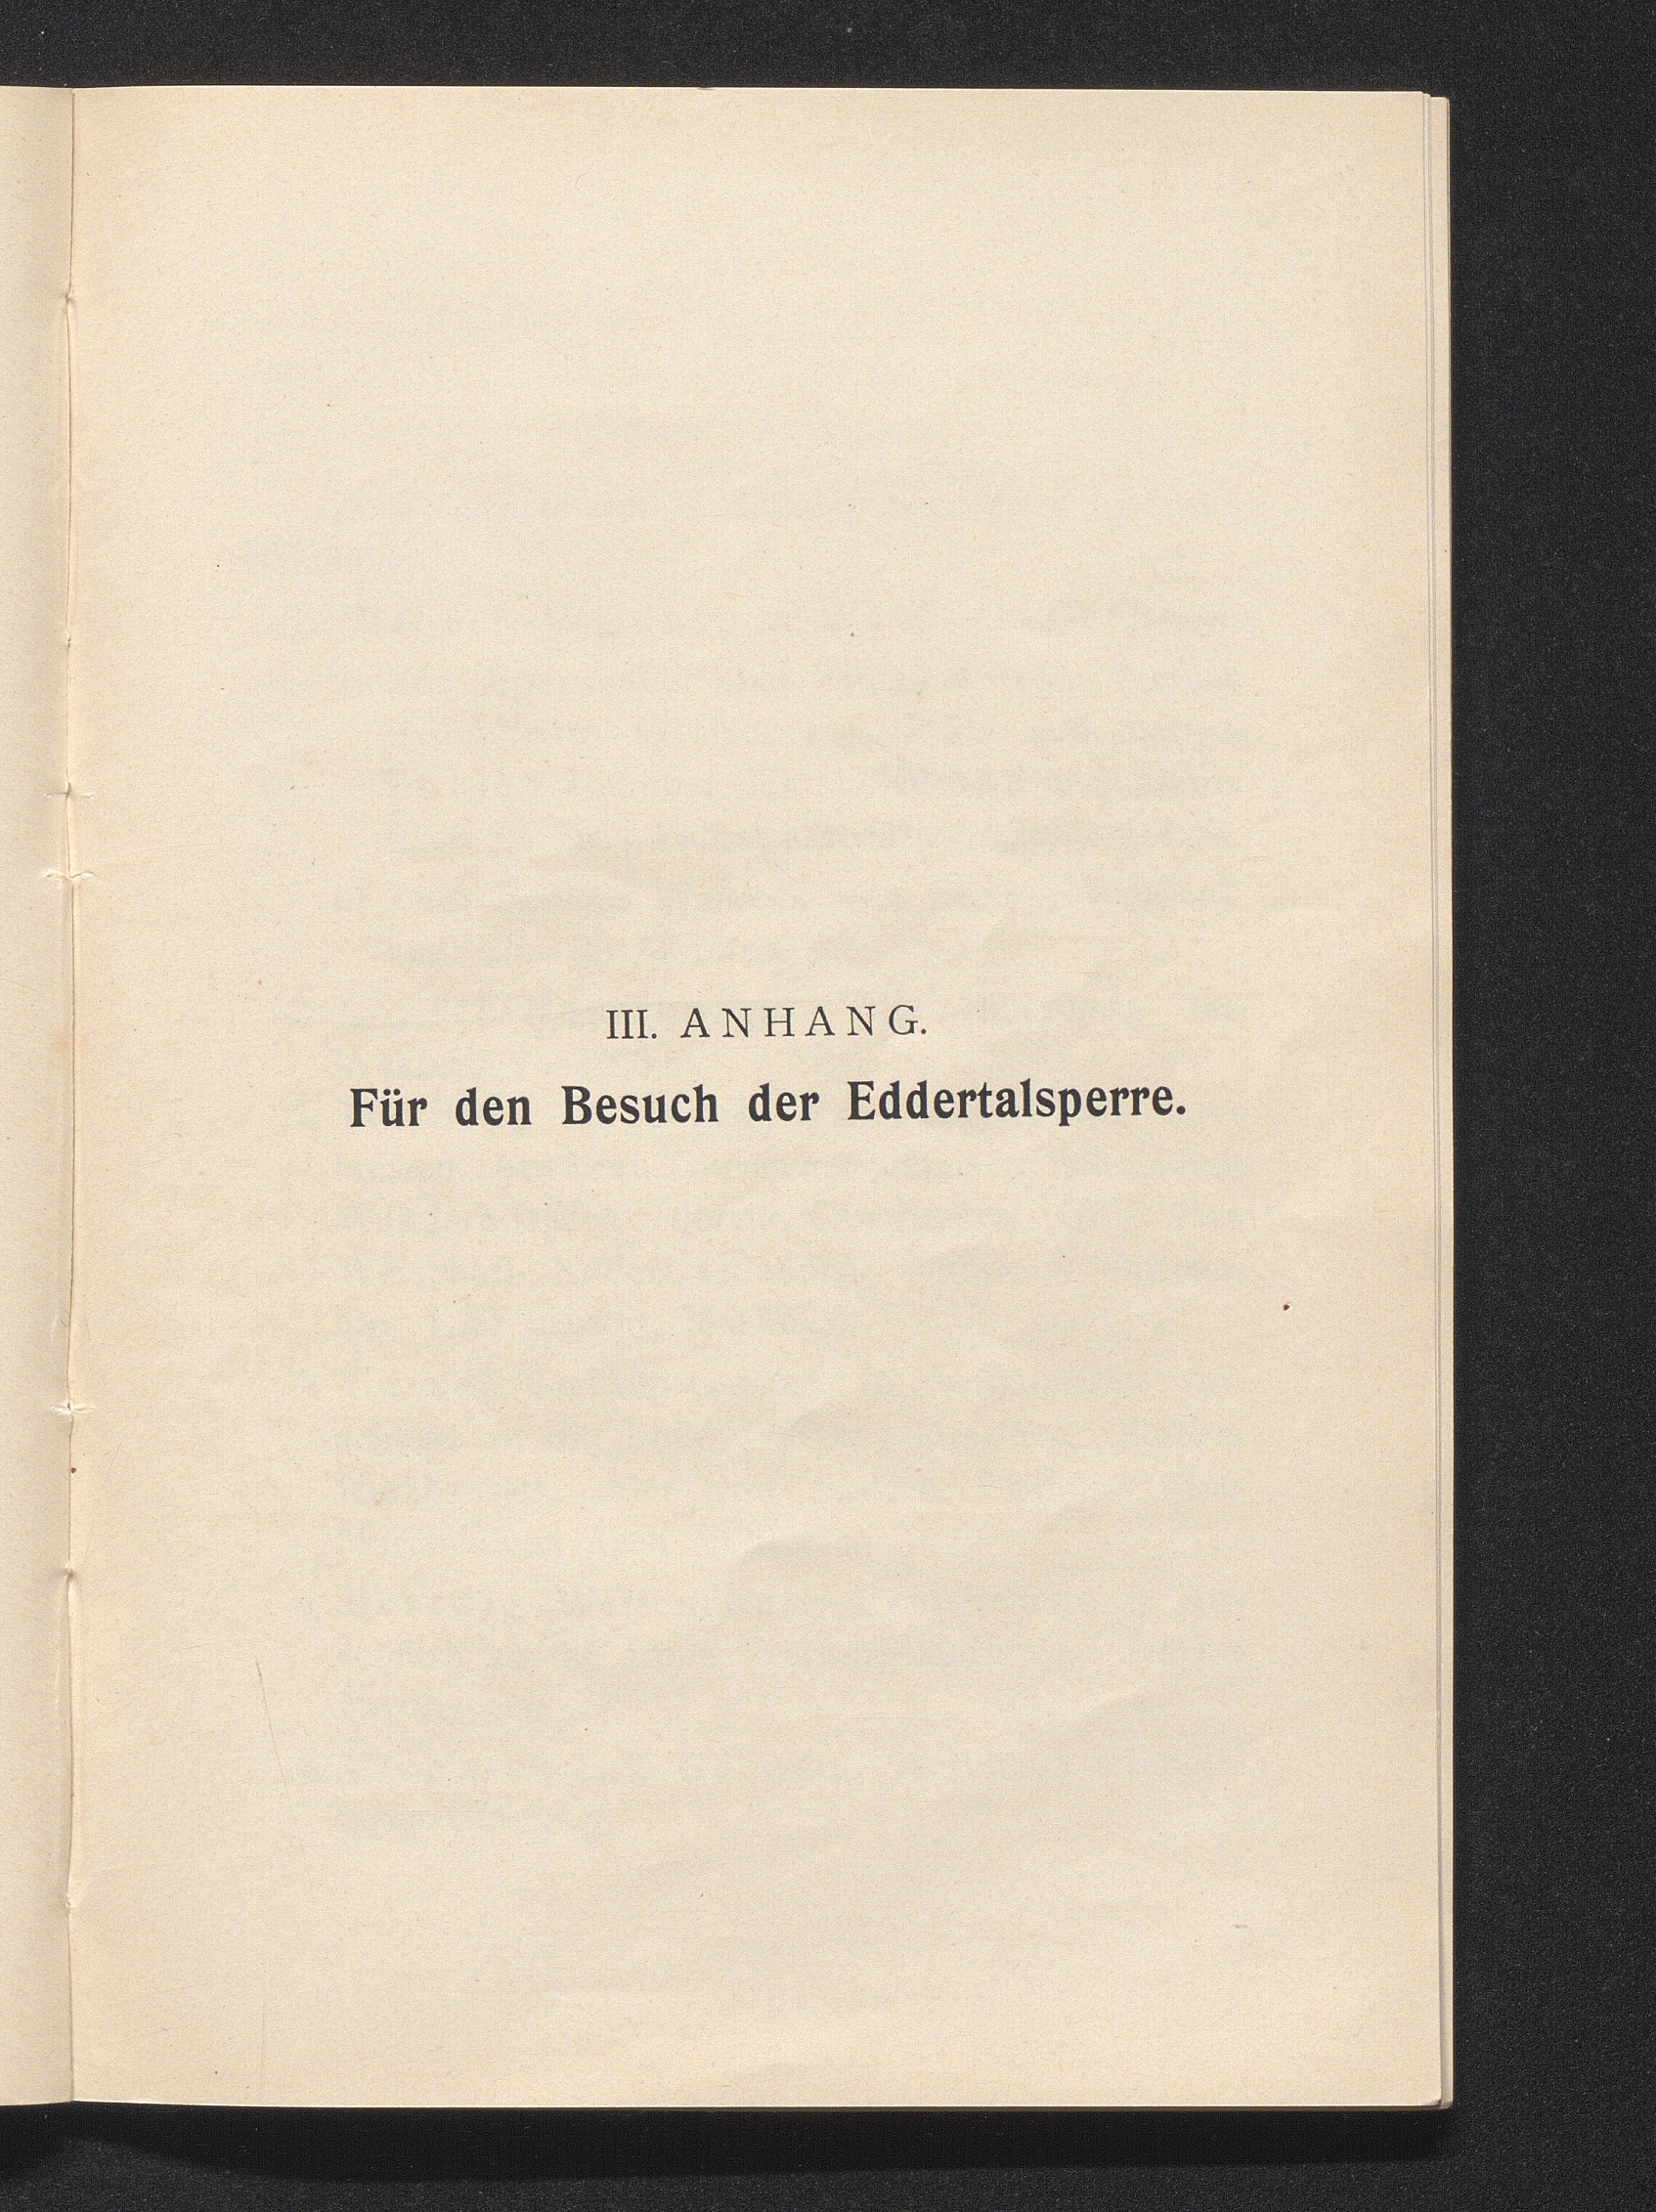 III. ANHANG.
Für den Besuch der Eddertalsperre.